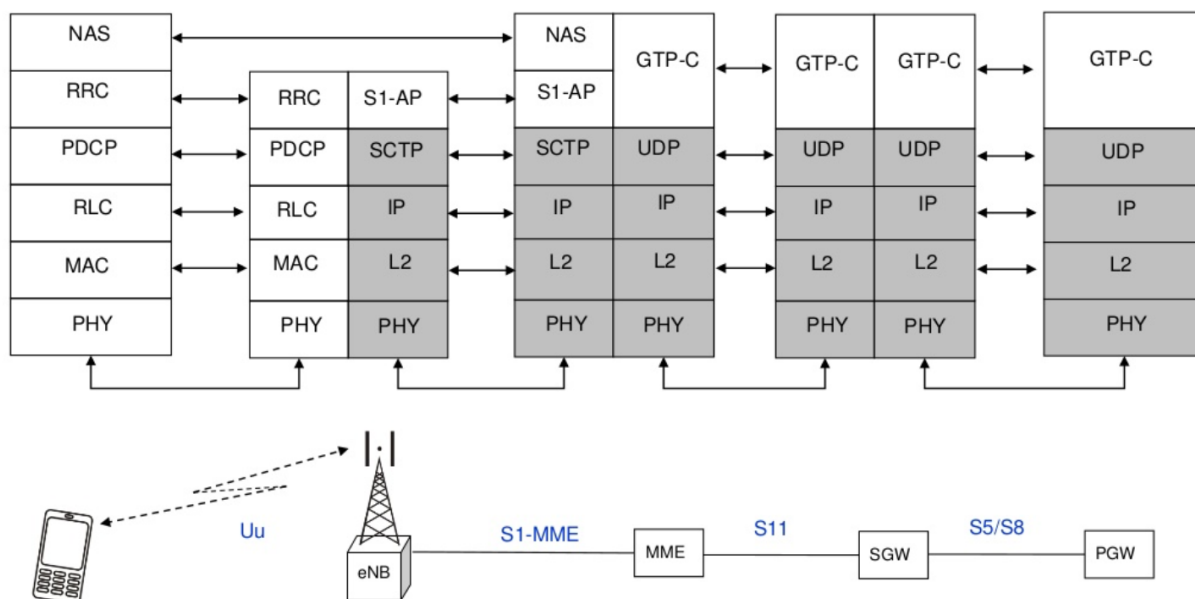 NAS NAS GTP-C GTP-C GTP-C GTP-C
RRC RRC S1-AP S1-AP
PDCP PDCP SCTP SCTP UDP UDP UDP UDP
RLC RLC IP IP IP IP IP IP
MAC MAC L2 L2 L2 L2 L2 L2
PHY PHY PHY PHY PHY PHY PHY PHY
Uu S1-MME S11 S5/S8
eNB MME SGW PGW